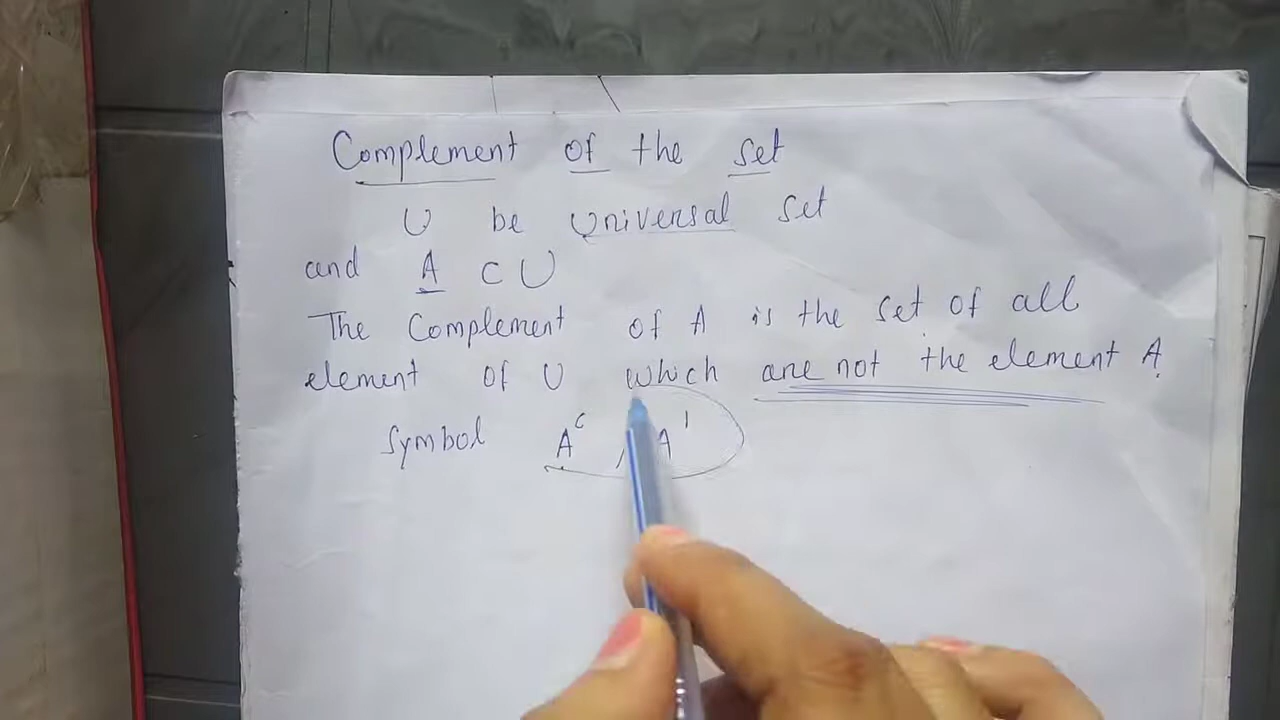 Complement of the set
U be Universal set
and A ⊂ U
The Complement of A is the set of all
element of U which are not the element A.
Symbol A^c , A'